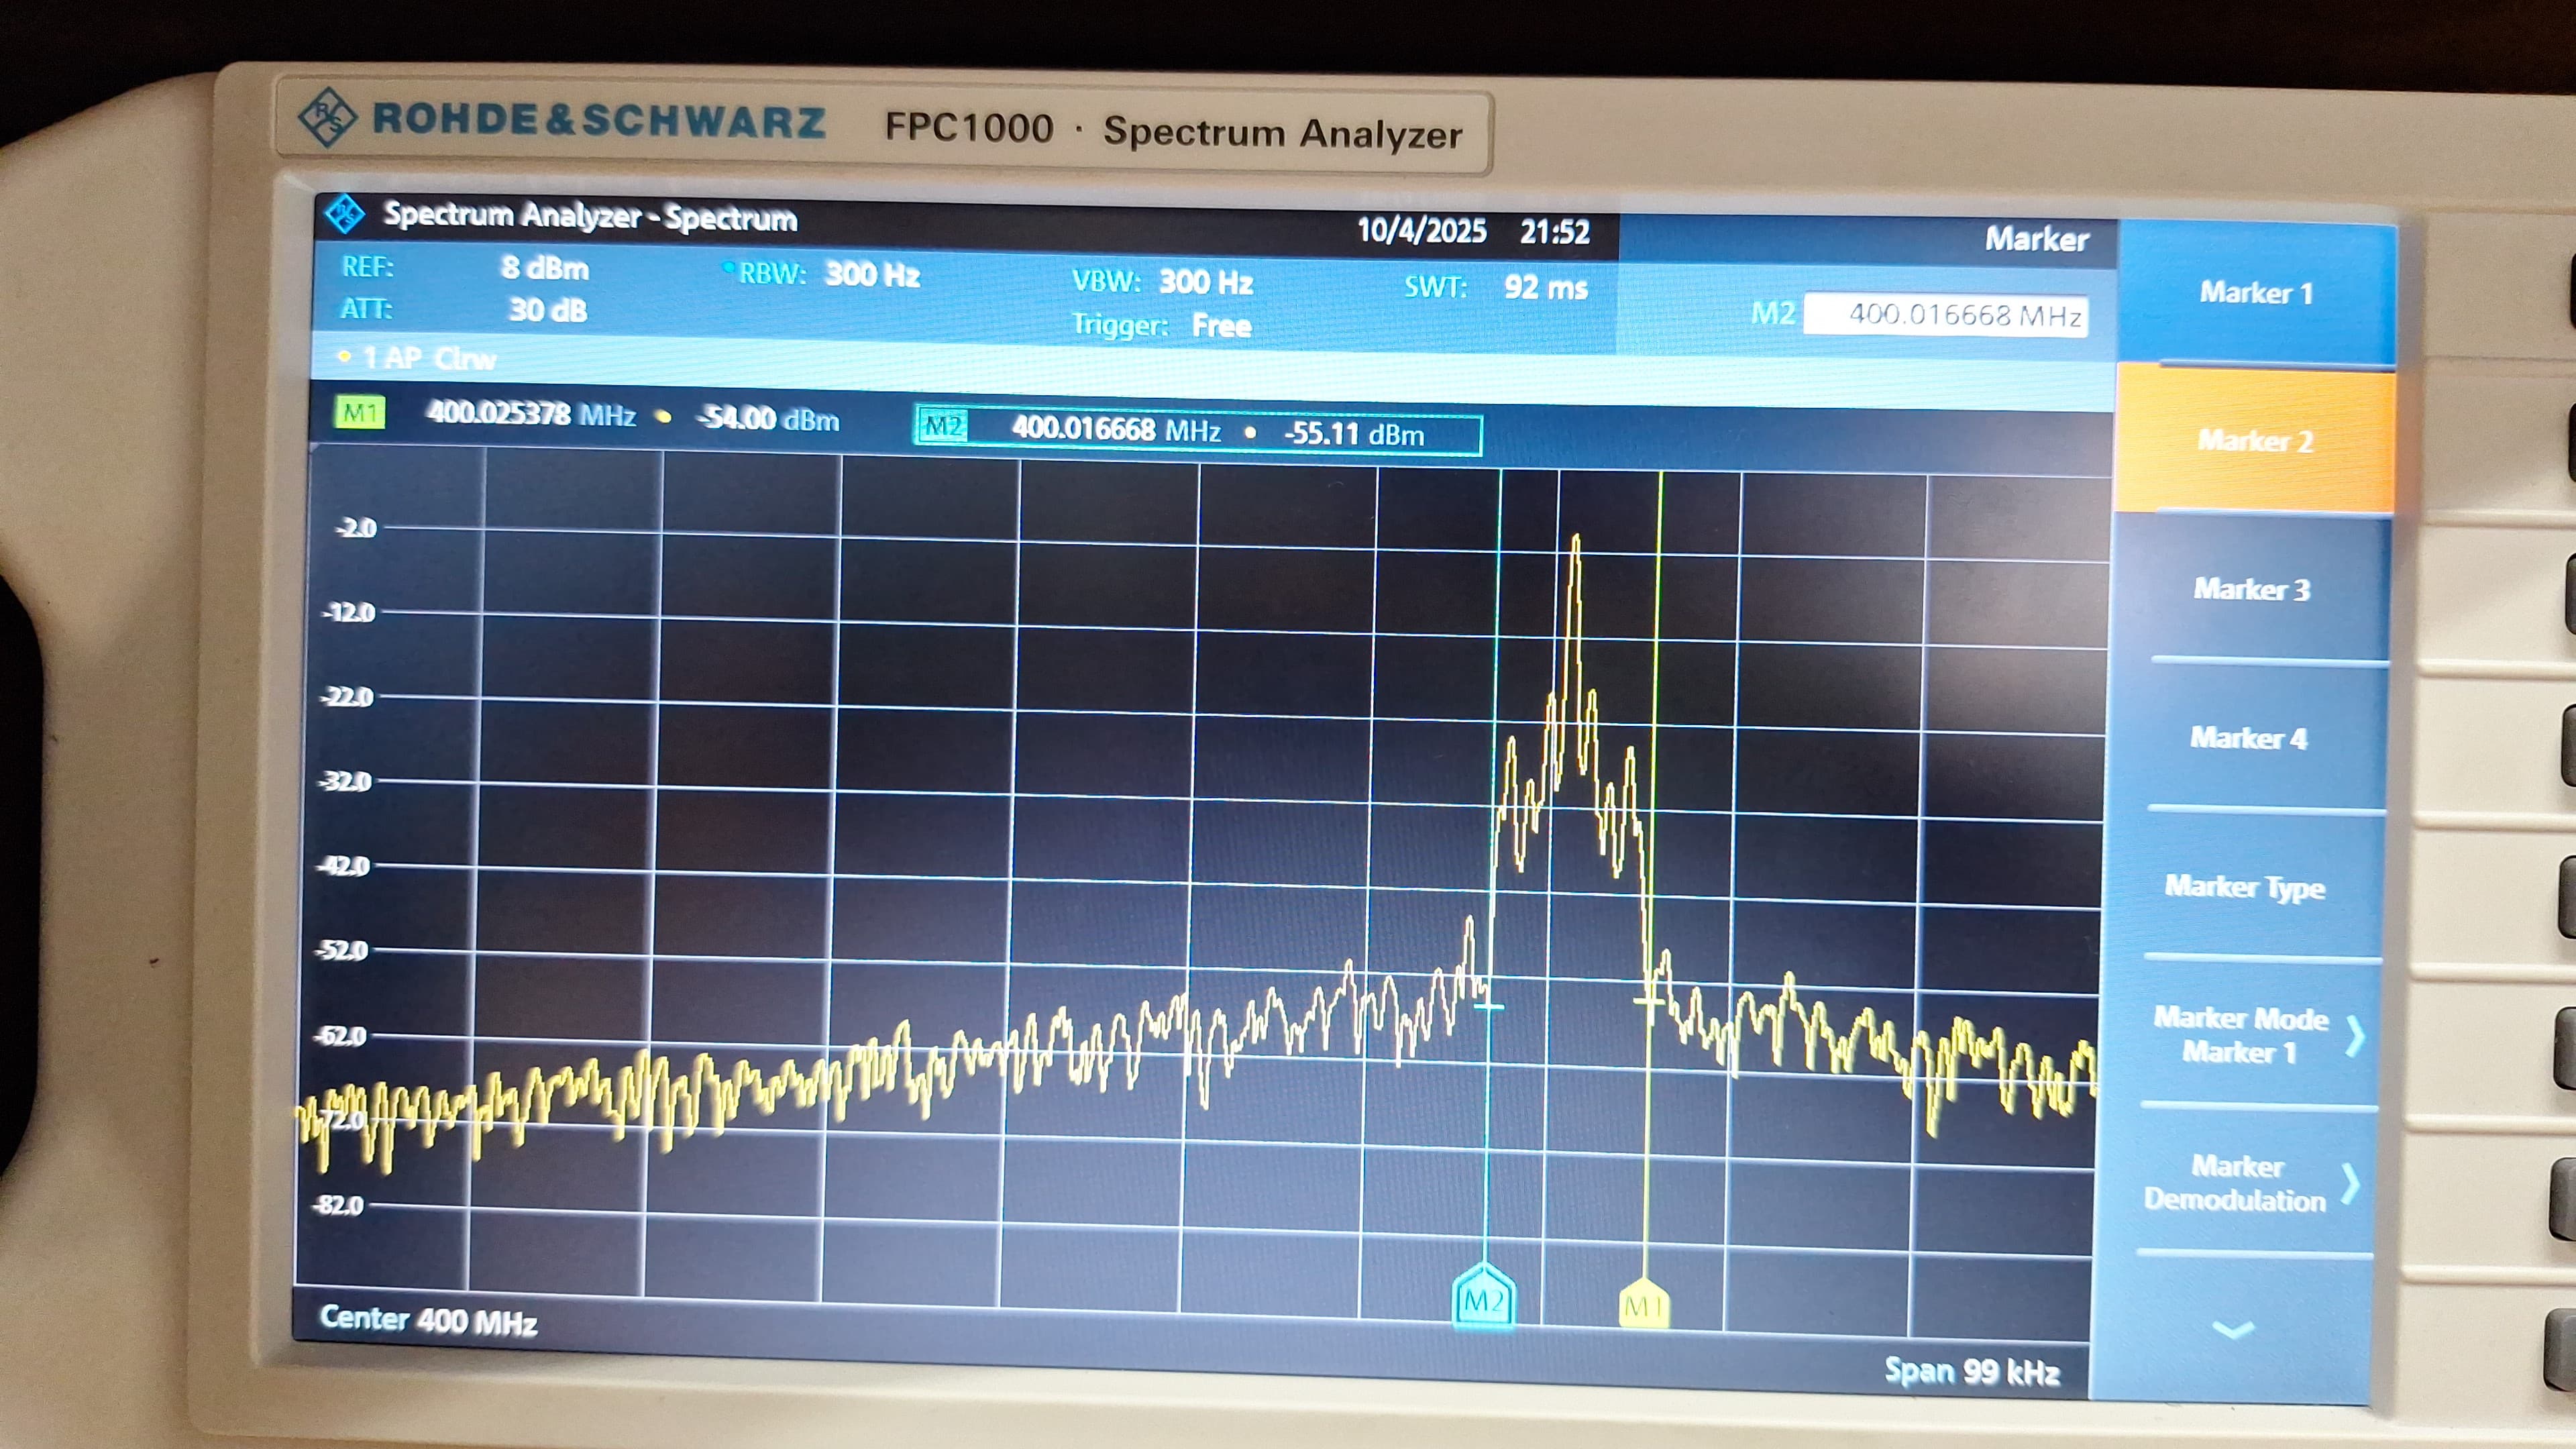 ROHDE&SCHWARZ FPC1000 · Spectrum Analyzer
Spectrum Analyzer - Spectrum 10/4/2025 21:52 Marker
REF: 8 dBm RBW: 300 Hz VBW: 300 Hz SWT: 92 ms
ATT: 30 dB Trigger: Free
M2 400.016668 MHz
1 AP Clrw
M1 400.025378 MHz • -54.00 dBm M2 400.016668 MHz • -55.11 dBm
-2.0
-12.0
-22.0
-32.0
-42.0
-52.0
-62.0
-72.0
-82.0
M2
M1
Center 400 MHz
Span 99 kHz
Marker 1
Marker 2
Marker 3
Marker 4
Marker Type
Marker Mode
Marker 1
Marker
Demodulation